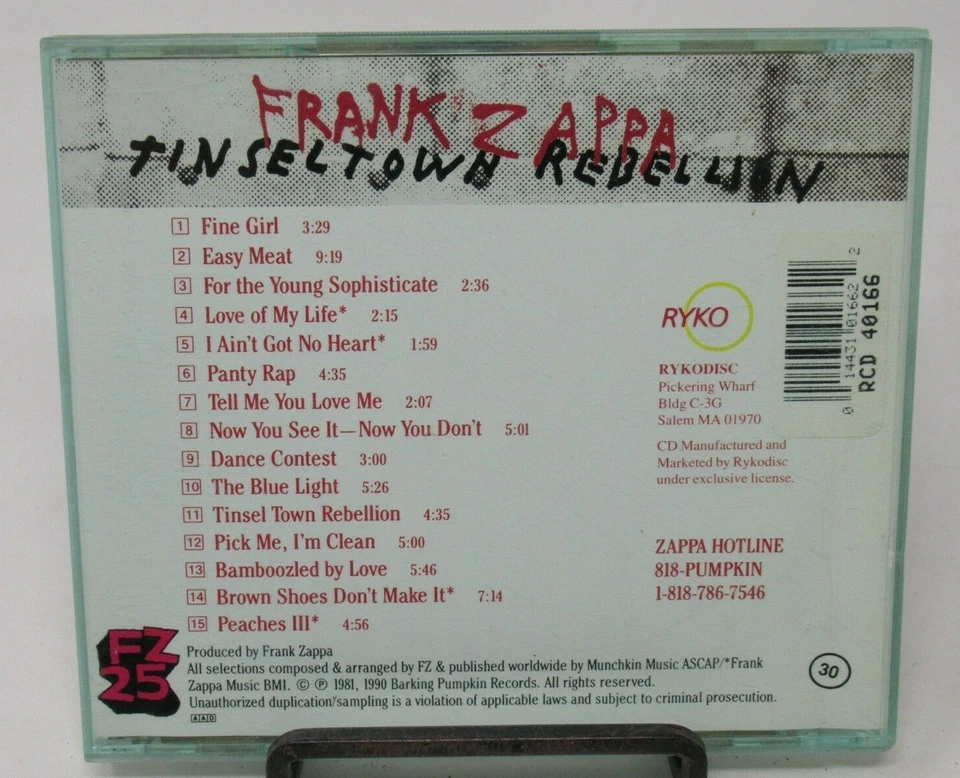 FRANK ZAPPA
TINSELTOWN REBELLION
1 Fine Girl 3:29
2 Easy Meat 9:19
3 For the Young Sophisticate 2:36
4 Love of My Life* 2:15
5 I Ain't Got No Heart* 1:59
6 Panty Rap 4:35
7 Tell Me You Love Me 2:07
8 Now You See It—Now You Don't 5:01
9 Dance Contest 3:00
10 The Blue Light 5:26
11 Tinsel Town Rebellion 4:35
12 Pick Me, I'm Clean 5:00
13 Bamboozled by Love 5:46
14 Brown Shoes Don't Make It* 7:14
15 Peaches III* 4:56
RYKO
RYKODISC
Pickering Wharf
Bldg C-3G
Salem MA 01970
CD Manufactured and
Marketed by Rykodisc
under exclusive license.
0 14431 01662 2
RCD 40166
ZAPPA HOTLINE
818-PUMPKIN
1-818-786-7546
FZ
25
Produced by Frank Zappa
All selections composed & arranged by FZ & published worldwide by Munchkin Music ASCAP/*Frank
Zappa Music BMI. © ℗ 1981, 1990 Barking Pumpkin Records. All rights reserved.
Unauthorized duplication/sampling is a violation of applicable laws and subject to criminal prosecution.
AAD
30